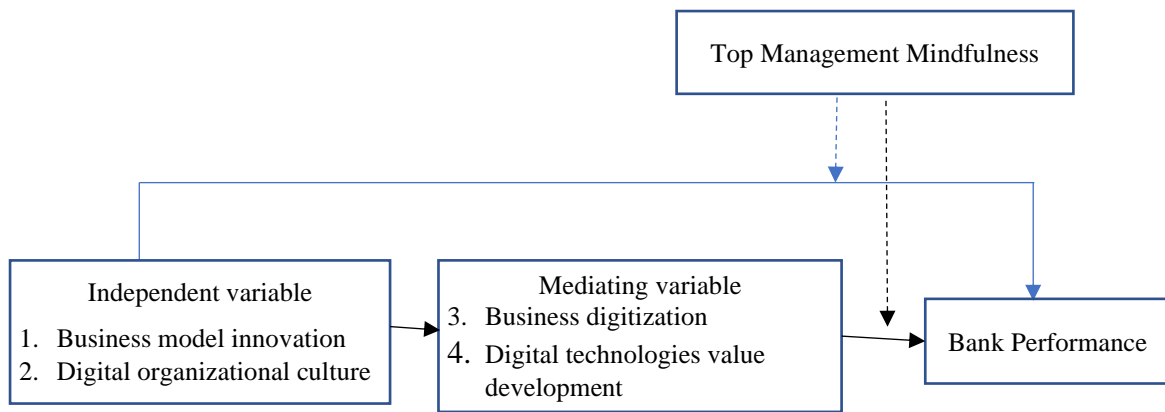 Top Management Mindfulness
Independent variable
1. Business model innovation
2. Digital organizational culture
Mediating variable
3. Business digitization
4. Digital technologies value
development
Bank Performance